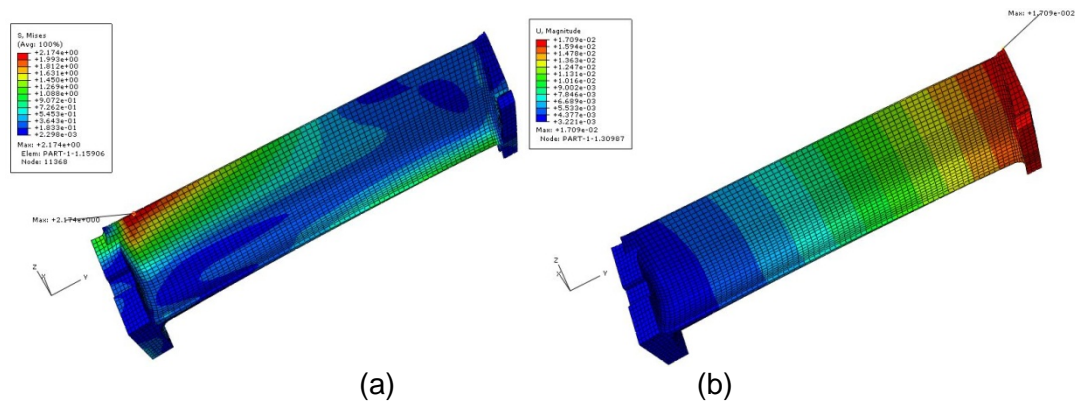 S, Mises
(Avg: 100%)
+2.174e+00
+1.993e+00
+1.812e+00
+1.631e+00
+1.450e+00
+1.269e+00
+1.088e+00
+9.072e-01
+7.262e-01
+5.453e-01
+3.643e-01
+1.833e-01
+2.298e-03
Max: +2.174e+00
Elem: PART-1-1.15906
Node: 11368
Max: +2.174e+000
Z
X
Y
(a)
U, Magnitude
+1.709e-02
+1.594e-02
+1.478e-02
+1.363e-02
+1.247e-02
+1.131e-02
+1.016e-02
+9.002e-03
+7.846e-03
+6.689e-03
+5.533e-03
+4.377e-03
+3.221e-03
Max: +1.709e-02
Node: PART-1-1.30987
Max: +1.709e-002
Z
X
Y
(b)